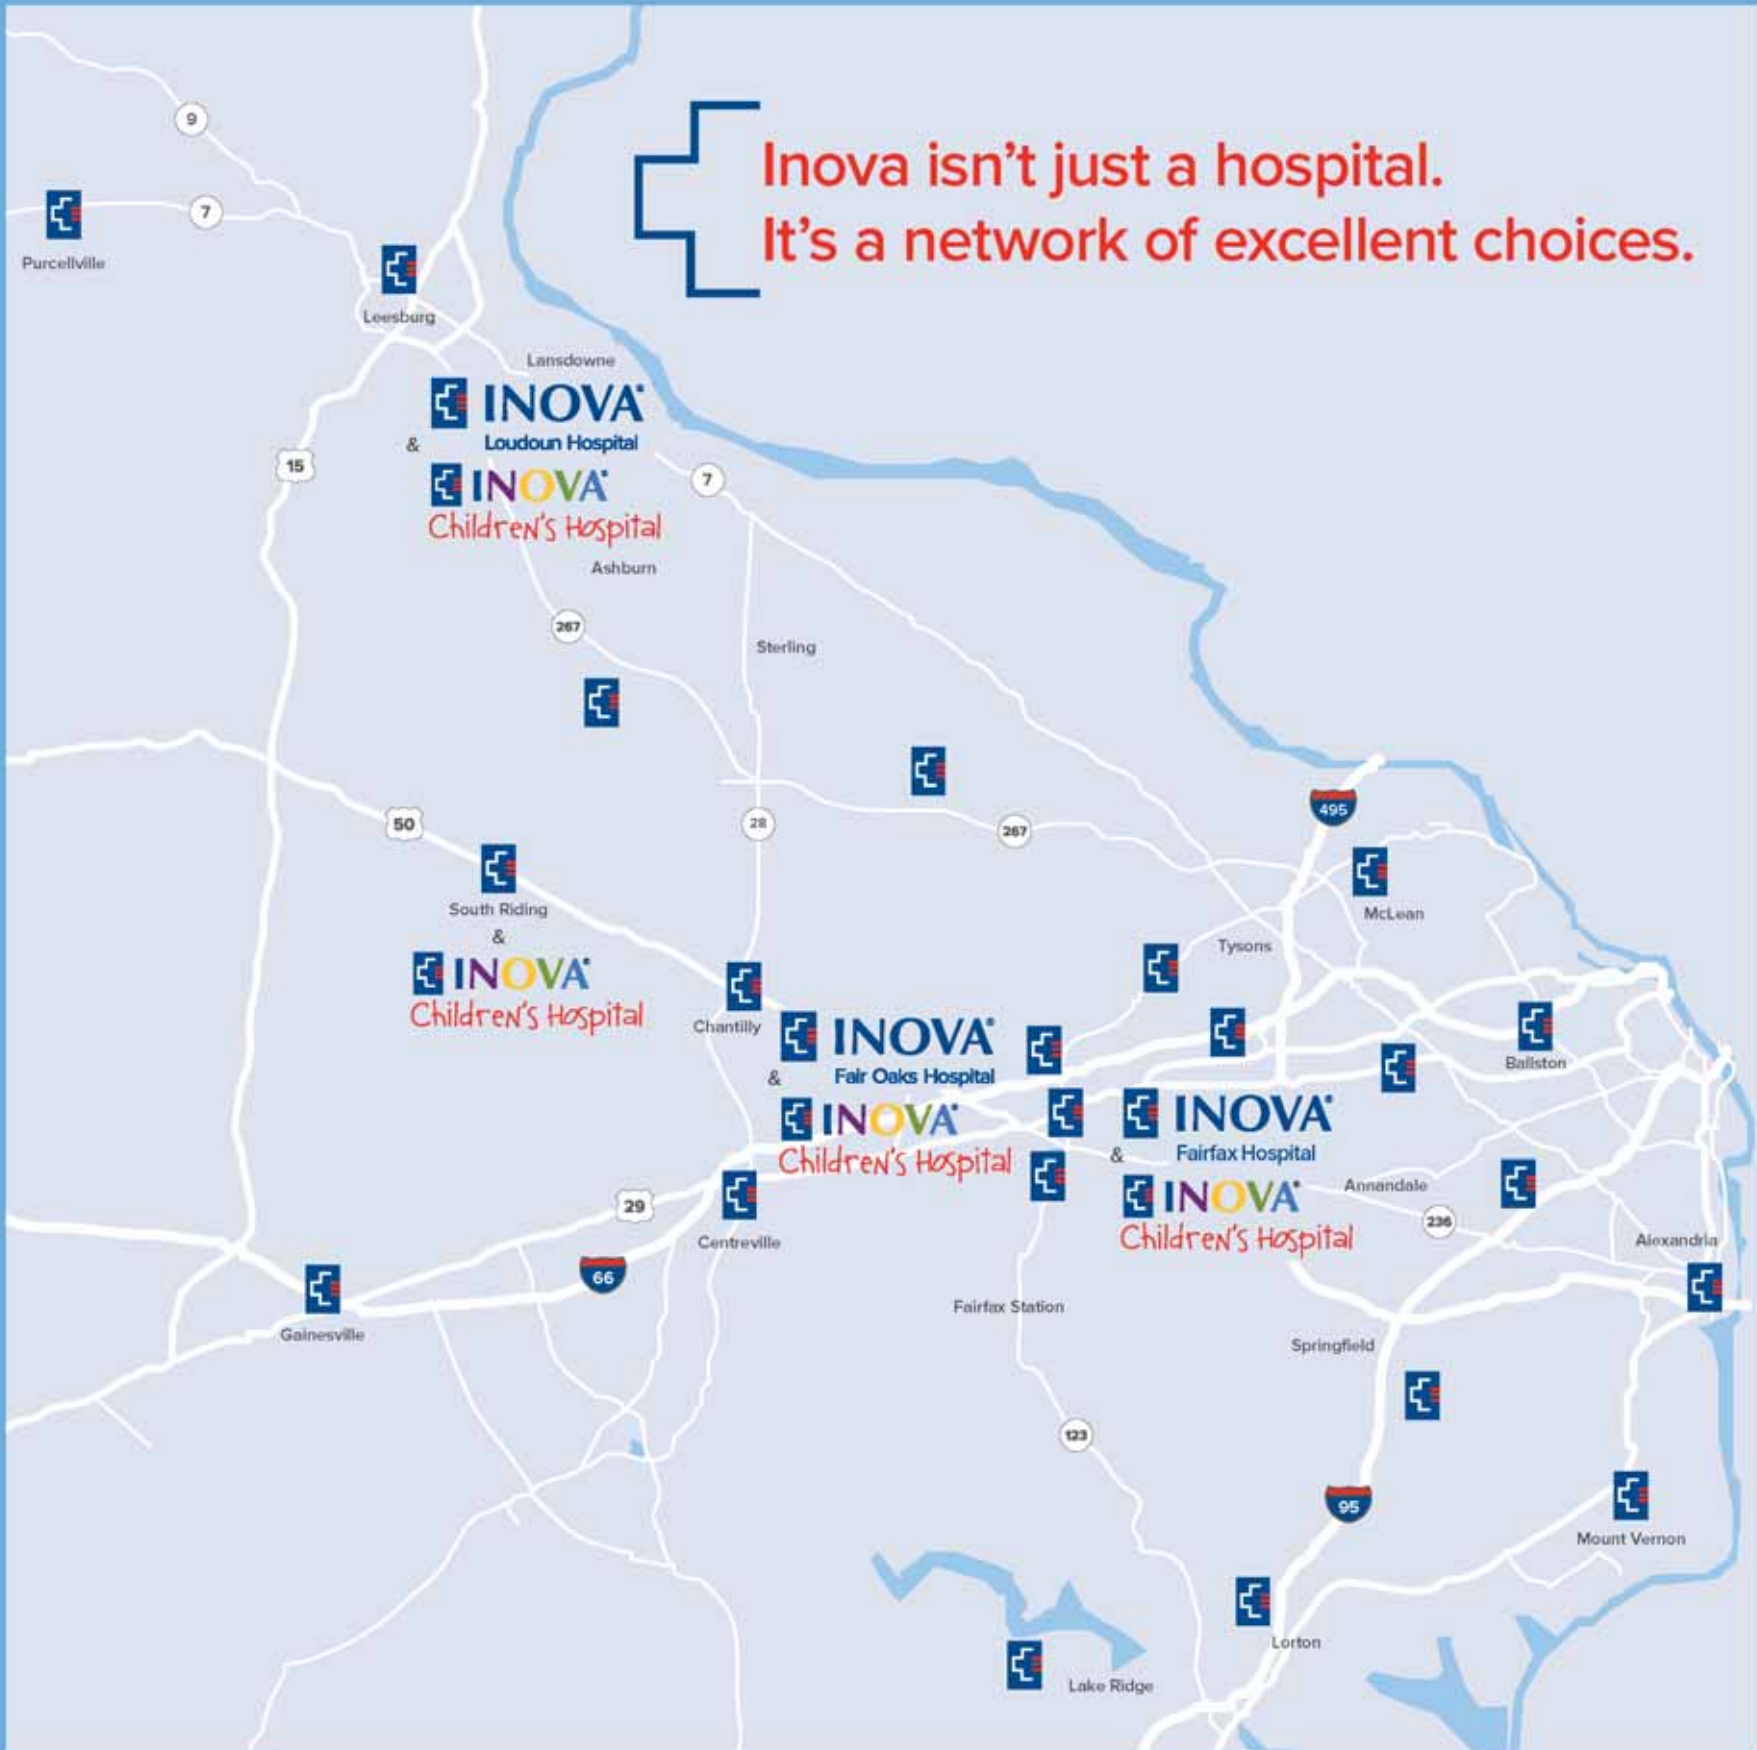 Inova isn't just a hospital.
It's a network of excellent choices.
9
7
Purcellville
Leesburg
Lansdowne
INOVA®
Loudoun Hospital
&
INOVA®
Children's Hospital
15
7
Ashburn
267
Sterling
50
28
267
495
South Riding
&
INOVA®
Children's Hospital
McLean
Tysons
Chantilly
INOVA®
Fair Oaks Hospital
&
INOVA®
Children's Hospital
Ballston
INOVA®
Fairfax Hospital
&
INOVA®
Children's Hospital
Annandale
236
29
Centreville
66
Alexandria
Gainesville
Fairfax Station
Springfield
123
95
Mount Vernon
Lorton
Lake Ridge